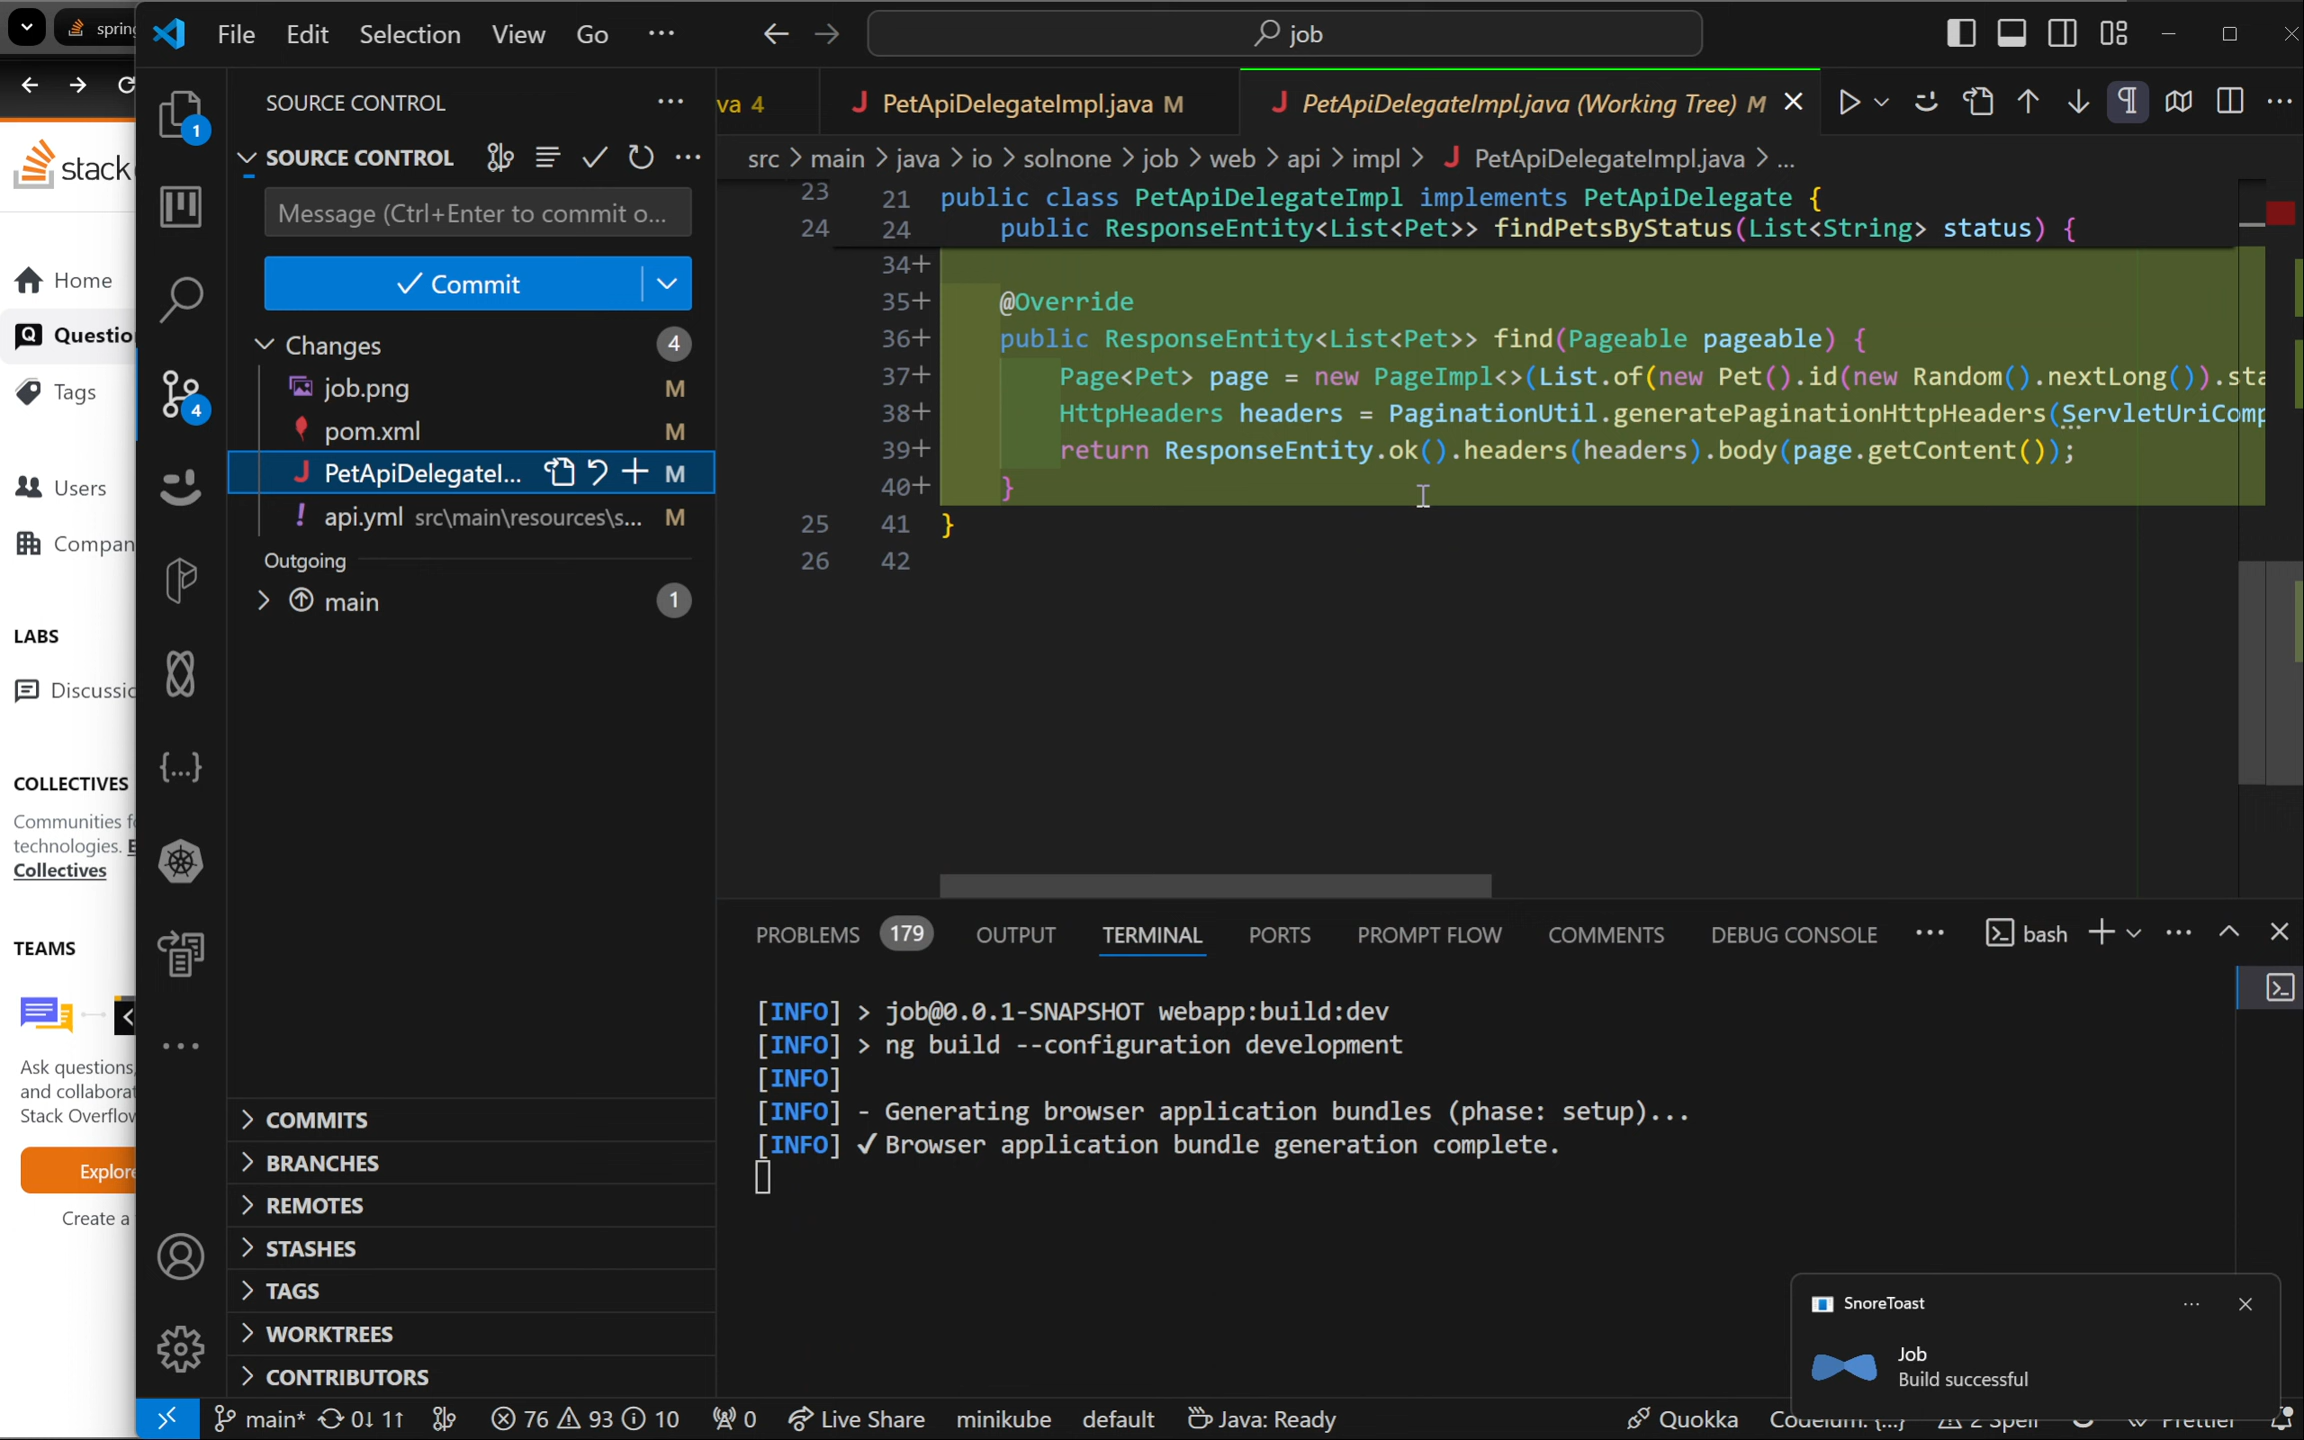 spring
File Edit Selection View Go ...
job
SOURCE CONTROL
va 4
PetApiDelegateImpl.java M
PetApiDelegateImpl.java (Working Tree) M
SOURCE CONTROL
src > main > java > io > solnone > job > web > api > impl > PetApiDelegateImpl.java > ...
Message (Ctrl+Enter to commit o...
Commit
Changes 4
job.png M
pom.xml M
PetApiDelegateI... M
api.yml src\main\resources\s... M
Outgoing
main 1
23 21 public class PetApiDelegateImpl implements PetApiDelegate {
24 24 public ResponseEntity<List<Pet>> findPetsByStatus(List<String> status) {
34+
35+ @Override
36+ public ResponseEntity<List<Pet>> find(Pageable pageable) {
37+ Page<Pet> page = new PageImpl<>(List.of(new Pet().id(new Random().nextLong()).sta
38+ HttpHeaders headers = PaginationUtil.generatePaginationHttpHeaders(ServletUriComp
39+ return ResponseEntity.ok().headers(headers).body(page.getContent());
40+ }
25 41 }
26 42
1
4
stack
Home
Questio
Tags
Users
Compan
LABS
Discussio
COLLECTIVES
Communities f
technologies. E
Collectives
TEAMS
Ask questions,
and collaborat
Stack Overflow
Explore
Create a
COMMITS
BRANCHES
REMOTES
STASHES
TAGS
WORKTREES
CONTRIBUTORS
PROBLEMS 179 OUTPUT TERMINAL PORTS PROMPT FLOW COMMENTS DEBUG CONSOLE ... bash
[INFO] > job@0.0.1-SNAPSHOT webapp:build:dev
[INFO] > ng build --configuration development
[INFO]
[INFO] - Generating browser application bundles (phase: setup)...
[INFO] ✓ Browser application bundle generation complete.
SnoreToast
Job
Build successful
main* 0↓ 1↑ 76 93 10 0 Live Share minikube default Java: Ready Quokka Codeium: {...} 2 Spell Prettier